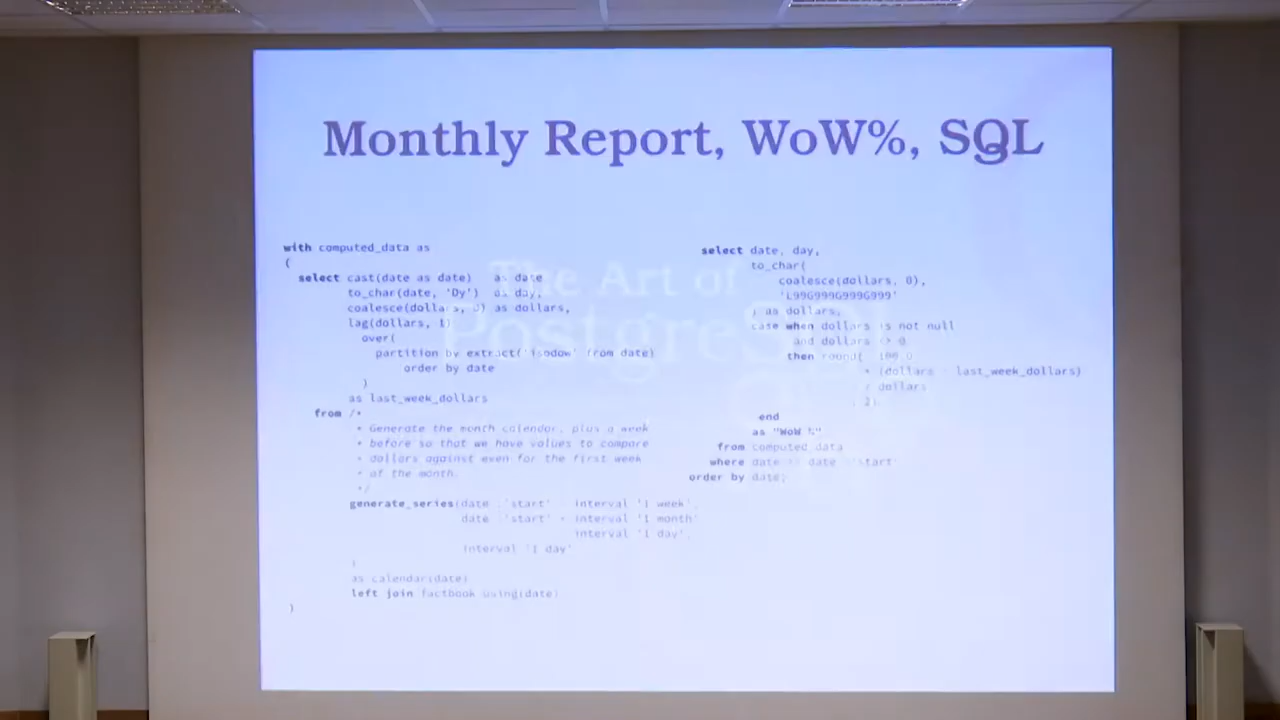 Monthly Report, WoW%, SQL
with computed_data as
(
select cast(date as date) as date
to_char(date, 'Dy') as day,
coalesce(dollars, 0) as dollars,
lag(dollars, 1)
over(
partition by extract('isodow' from date)
order by date
)
as last_week_dollars
from /*
* Generate the month calendar, plus a week
* before so that we have values to compare
* dollars against even for the first week
* of the month.
*/
generate_series(date :'start' - interval '1 week',
date :'start' + interval '1 month'
interval '1 day',
interval '1 day'
)
as calendar(date)
left join factbook using(date)
)
select date, day,
to_char(
coalesce(dollars, 0),
'L99G999G999G999'
) as dollars,
case when dollars is not null
and dollars <> 0
then round( 100.0
* (dollars - last_week_dollars)
/ dollars
, 2)
end
as "WoW %"
from computed_data
where date date 'start'
order by date;
The Art of
PostgreSQL